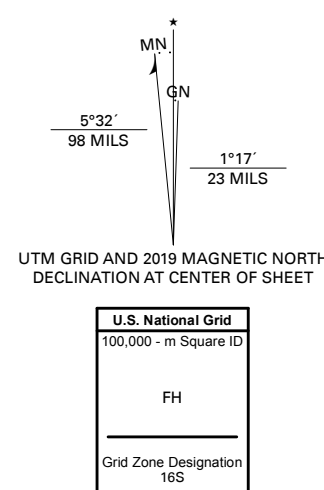 ★
MN
GN
5°32´
98 MILS
1°17´
23 MILS
UTM GRID AND 2019 MAGNETIC NORTH
DECLINATION AT CENTER OF SHEET
U.S. National Grid
100,000 - m Square ID
FH
Grid Zone Designation
16S